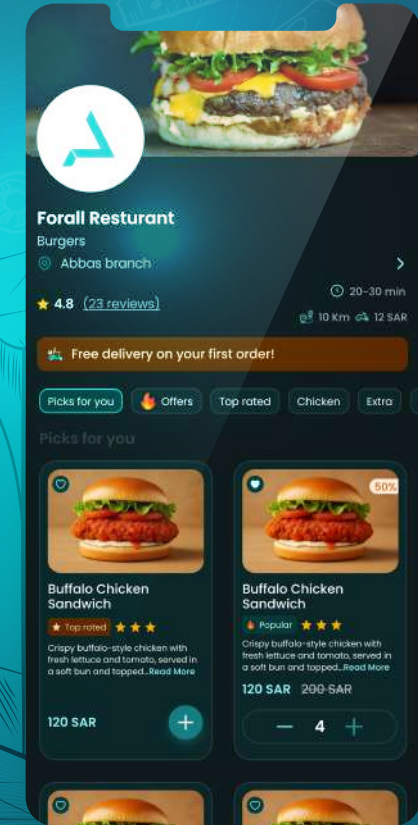 Forall Resturant
Burgers
Abbas branch
20-30 min
4.8 (23 reviews)
10 Km 12 SAR
Free delivery on your first order!
Picks for you
Offers
Top rated
Chicken
Extra
Picks for you
50%
Buffalo Chicken
Sandwich
Top rated
Crispy buffalo-style chicken with
fresh lettuce and tomato, served in
a soft bun and topped...Read More
120 SAR
Buffalo Chicken
Sandwich
Popular
Crispy buffalo-style chicken with
fresh lettuce and tomato, served in
a soft bun and topped...Read More
120 SAR 200 SAR
4